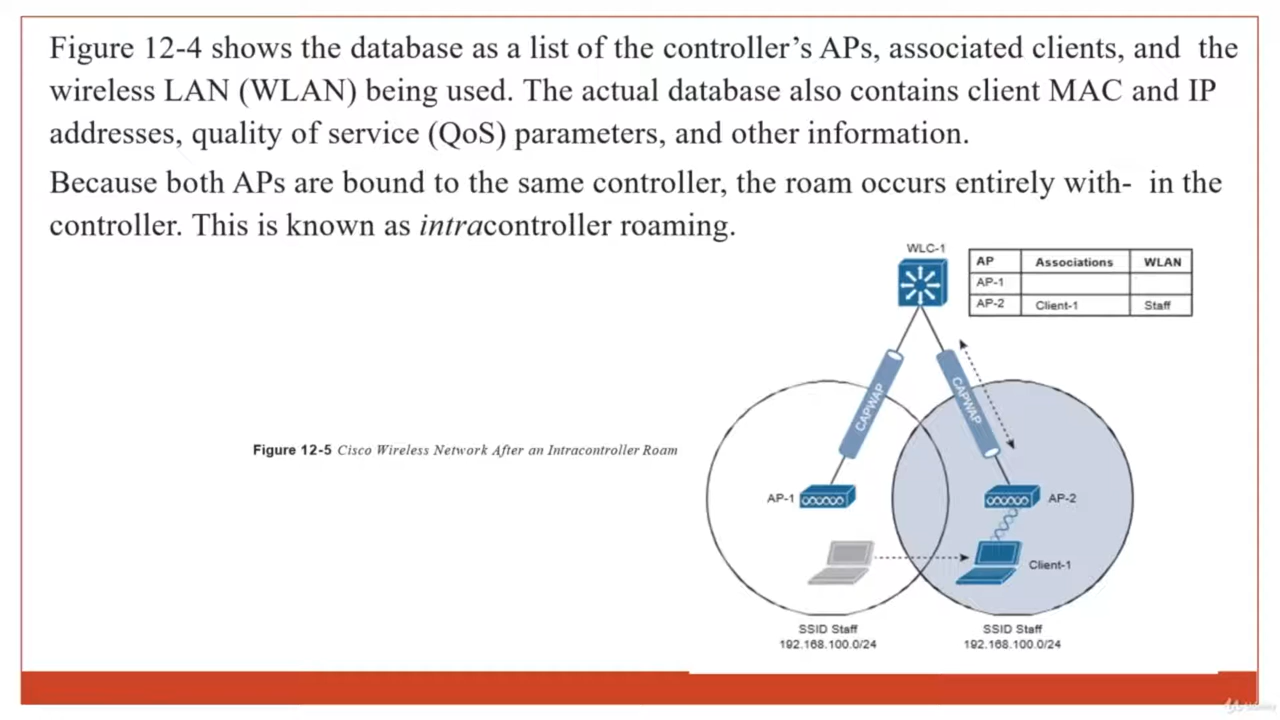 Figure 12-4 shows the database as a list of the controller’s APs, associated clients, and the
wireless LAN (WLAN) being used. The actual database also contains client MAC and IP
addresses, quality of service (QoS) parameters, and other information.
Because both APs are bound to the same controller, the roam occurs entirely with- in the
controller. This is known as intracontroller roaming.
WLC-1
AP Associations WLAN
AP-1
AP-2 Client-1 Staff
CAPWAP
CAPWAP
Figure 12-5 Cisco Wireless Network After an Intracontroller Roam
AP-1
AP-2
Client-1
SSID Staff
192.168.100.0/24
SSID Staff
192.168.100.0/24
Udemy